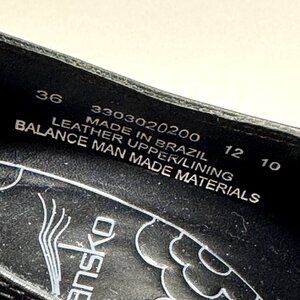 36 3303020200 12 10
MADE IN BRAZIL
LEATHER UPPER/LINING
BALANCE MAN MADE MATERIALS
ansko